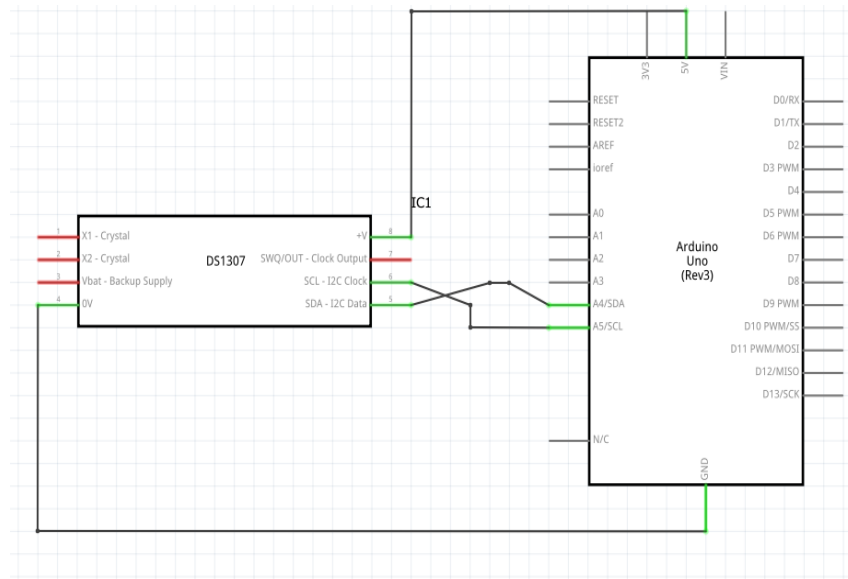 3V3
5V
VIN
RESET
RESET2
AREF
ioref
A0
A1
A2
A3
A4/SDA
A5/SCL
N/C
D0/RX
D1/TX
D2
D3 PWM
D4
D5 PWM
D6 PWM
D7
D8
D9 PWM
D10 PWM/SS
D11 PWM/MOSI
D12/MISO
D13/SCK
Arduino
Uno
(Rev3)
GND
IC1
DS1307
1 X1 - Crystal
2 X2 - Crystal
3 Vbat - Backup Supply
4 0V
+V 8
SWQ/OUT - Clock Output 7
SCL - I2C Clock 6
SDA - I2C Data 5